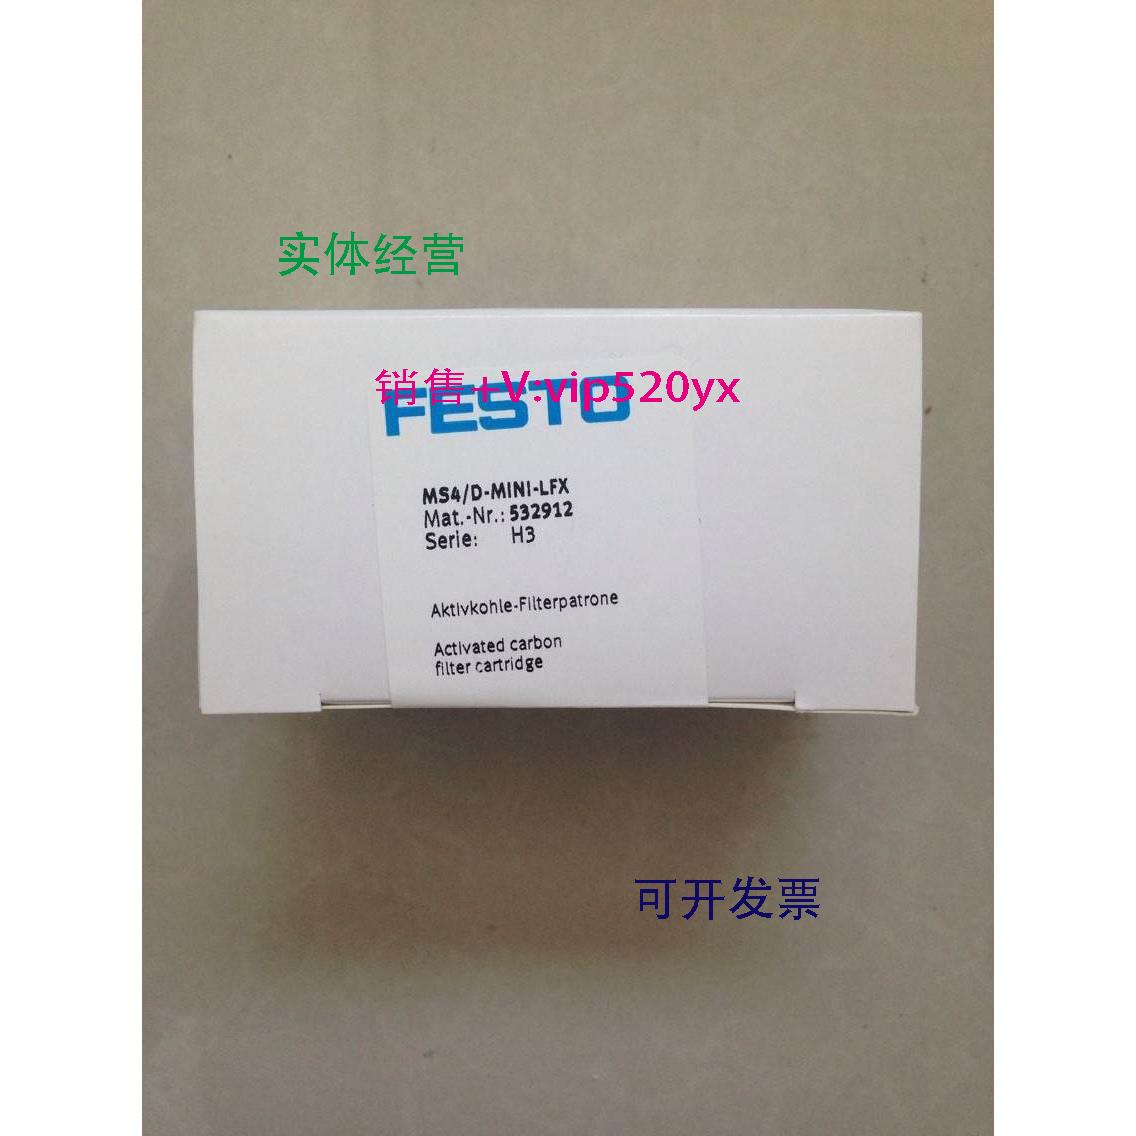 实体经营
销售+V:vip520yx
FESTO
MS4/D-MINI-LFX
Mat.-Nr.: 532912
Serie: H3
Aktivkohle-Filterpatrone
Activated carbon
filter cartridge
可开发票